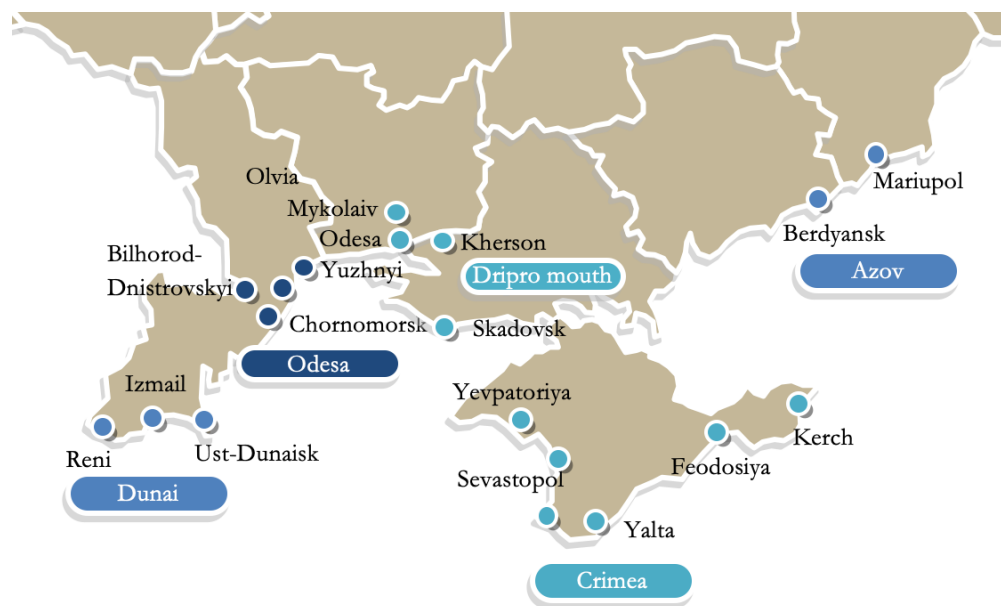 Mariupol
Olvia
Mykolaiv
Odesa
Kherson
Berdyansk
Bilhorod-
Dnistrovskyi
Yuzhnyi
Dripro mouth
Azov
Chornomorsk
Skadovsk
Odesa
Izmail
Yevpatoriya
Reni
Ust-Dunaisk
Kerch
Feodosiya
Sevastopol
Dunai
Yalta
Crimea